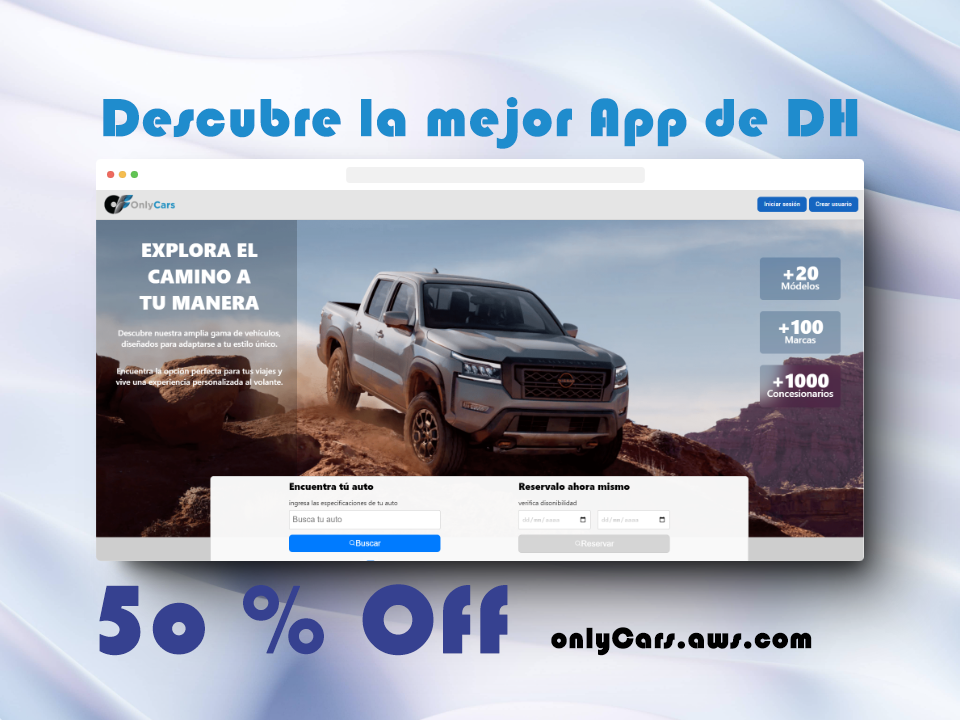 Descubre la mejor App de DH
OnlyCars
Iniciar sesión
Crear usuario
EXPLORA EL
CAMINO A
TU MANERA
Descubre nuestra amplia gama de vehículos,
diseñados para adaptarse a tu estilo único.
Encuentra la opción perfecta para tus viajes y
vive una experiencia personalizada al volante.
+20
Módelos
+100
Marcas
+1000
Concesionarios
Encuentra tú auto
ingresa las especificaciones de tu auto
Busca tu auto
Buscar
Reservalo ahora mismo
verifica disonibilidad
dd/mm/aaaa
dd/mm/aaaa
Reservar
50 % Off
onlyCars.aws.com